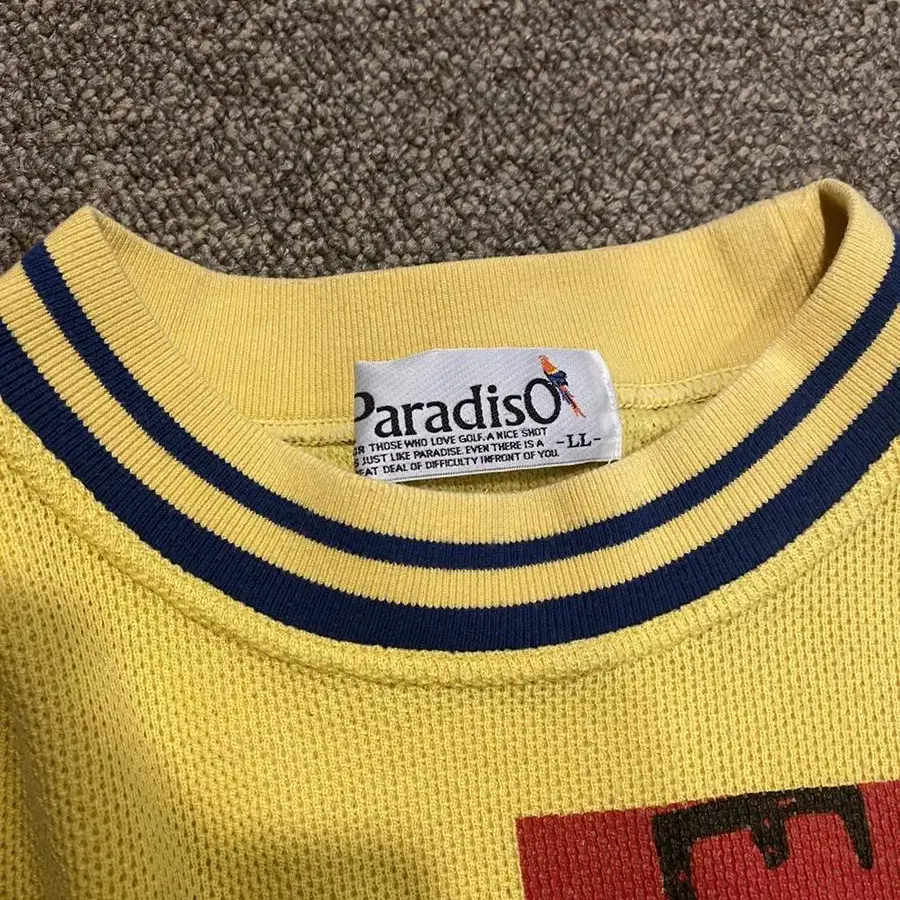 ParadisO
THOSE WHO LOVE GOLF. A NICE SHOT
JUST LIKE PARADISE. EVEN THERE IS A
DEAL OF DIFFICULTY INFRONT OF YOU.
-LL-
E